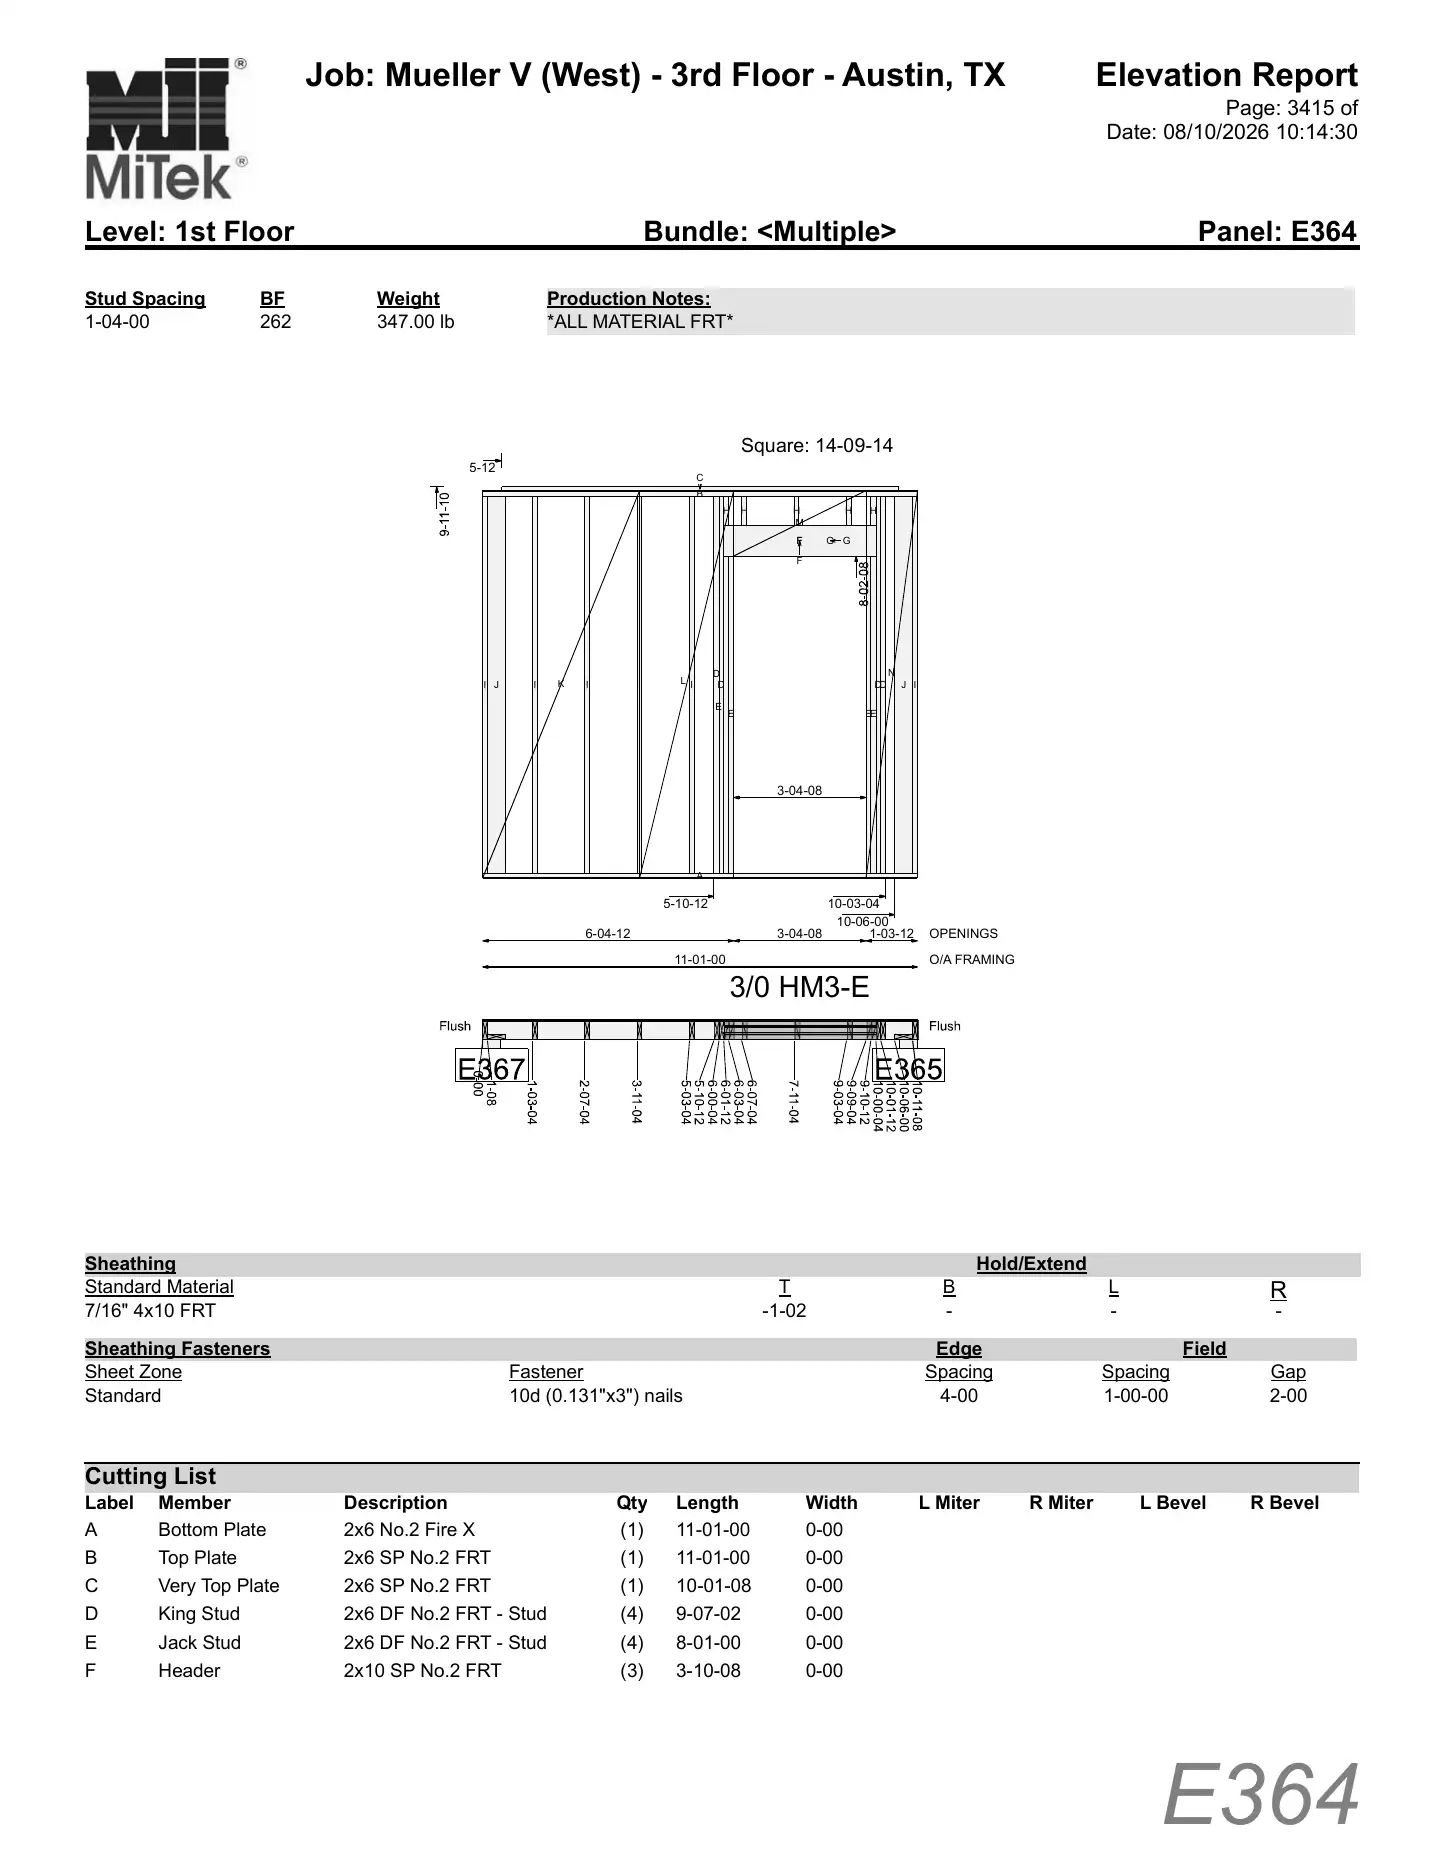 Job: Mueller V (West) - 3rd Floor - Austin, TX
Elevation Report
Page: 3415 of
Date: 08/10/2026 10:14:30
MiTek®
Level: 1st Floor Bundle: <Multiple> Panel: E364
Stud Spacing BF Weight Production Notes:
1-04-00 262 347.00 lb *ALL MATERIAL FRT*
Square: 14-09-14
5-12
C
9-11-10
H H H H H
M
F G G
F
8-02-08
I J I K I L I D D D D N J I
E E E E
3-04-08
A
5-10-12 10-03-04
10-06-00
6-04-12 3-04-08 1-03-12 OPENINGS
11-01-00 O/A FRAMING
3/0 HM3-E
Flush Flush
E367 E365
0-00 1-08 1-03-04 2-07-04 3-11-04 5-03-04 5-10-12 6-00-04 6-01-12 6-03-04 6-07-04 7-11-04 9-03-04 9-09-04 9-10-12 10-00-04 10-01-12 10-06-00 10-11-08
Sheathing Hold/Extend
Standard Material T B L R
7/16" 4x10 FRT -1-02 - - -
Sheathing Fasteners Edge Field
Sheet Zone Fastener Spacing Spacing Gap
Standard 10d (0.131"x3") nails 4-00 1-00-00 2-00
Cutting List
Label Member Description Qty Length Width L Miter R Miter L Bevel R Bevel
A Bottom Plate 2x6 No.2 Fire X (1) 11-01-00 0-00
B Top Plate 2x6 SP No.2 FRT (1) 11-01-00 0-00
C Very Top Plate 2x6 SP No.2 FRT (1) 10-01-08 0-00
D King Stud 2x6 DF No.2 FRT - Stud (4) 9-07-02 0-00
E Jack Stud 2x6 DF No.2 FRT - Stud (4) 8-01-00 0-00
F Header 2x10 SP No.2 FRT (3) 3-10-08 0-00
E364